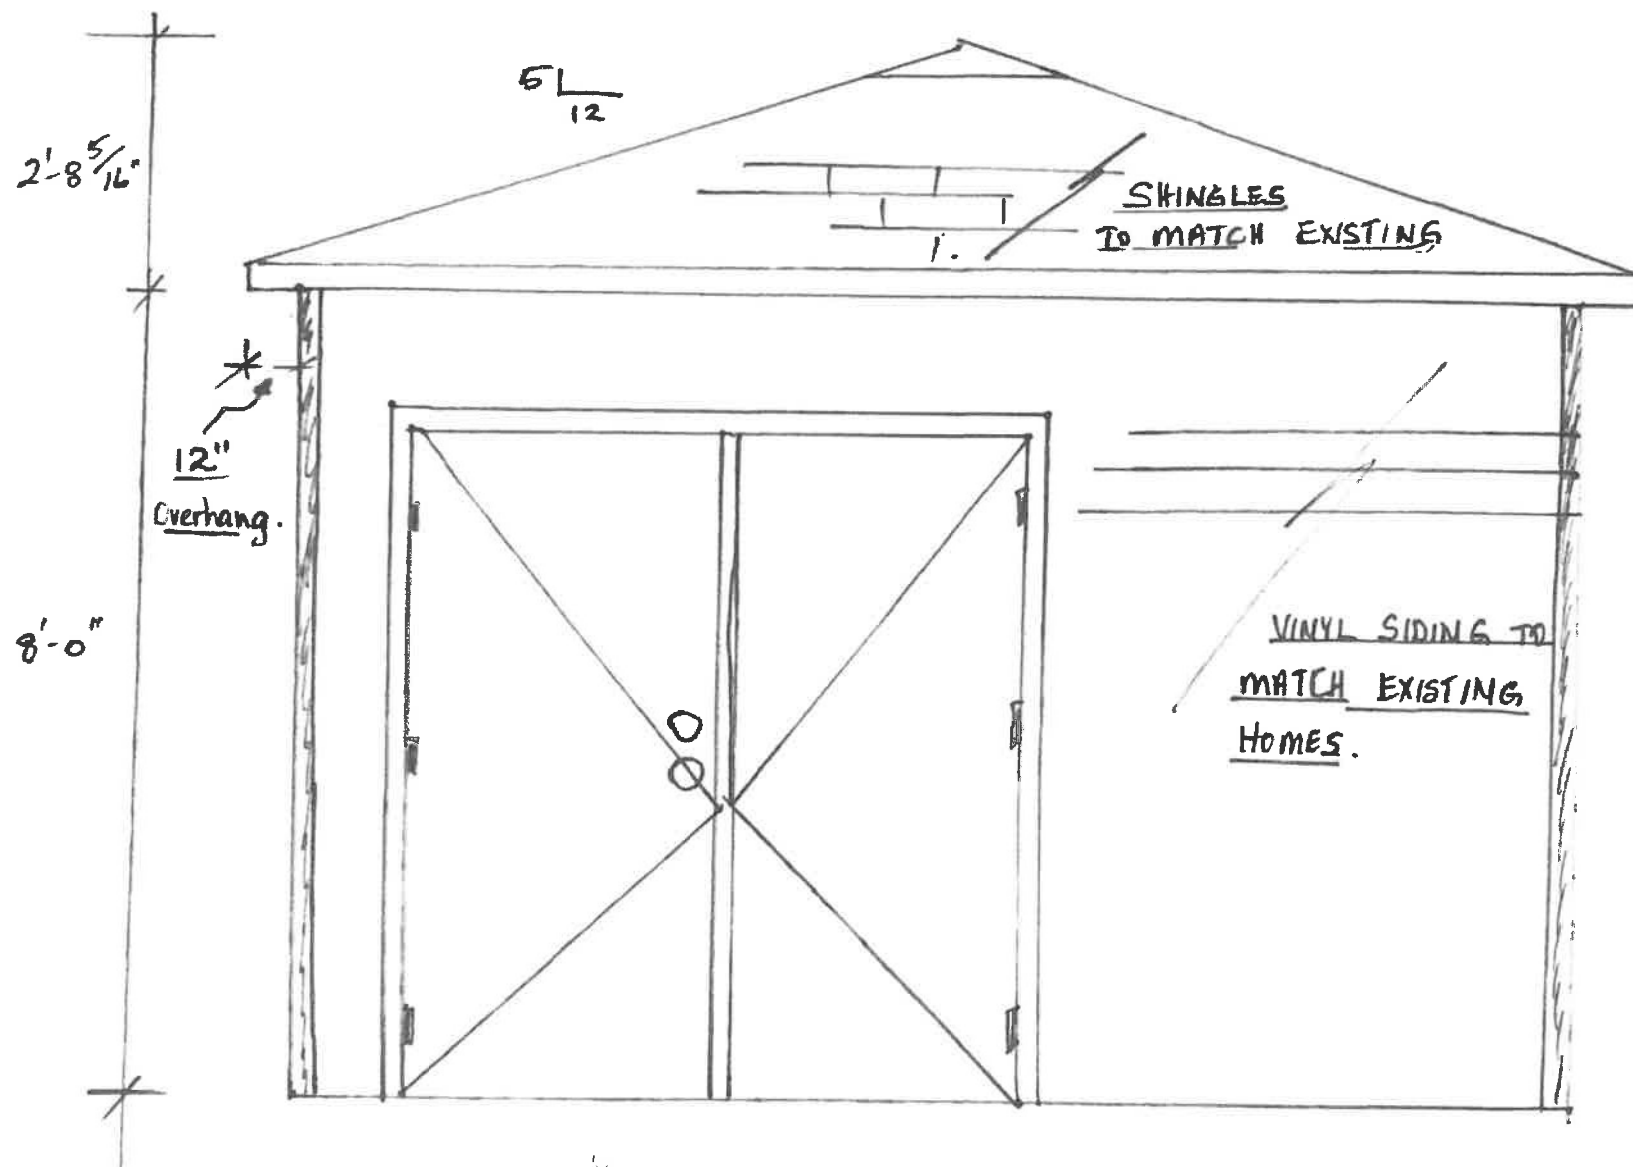 5
12
2'-8 5/16"
SHINGLES
TO MATCH EXISTING
12"
Overhang.
8'-0"
VINYL SIDING TO
MATCH EXISTING
HOMES.